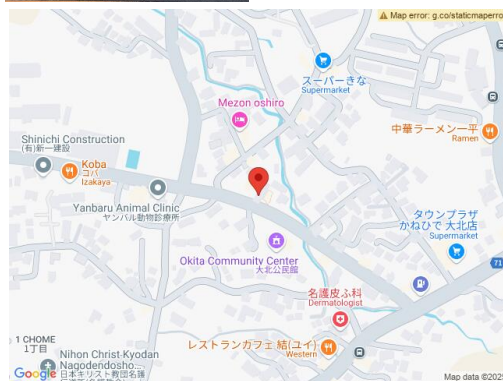 Map error: g.co/staticmaperro
スーパーきな
Supermarket
Mezon oshiro
中華ラーメン一平
Ramen
Shinichi Construction
(有)新一建設
Koba
コバ
Izakaya
Yanbaru Animal Clinic
ヤンバル動物診療所
タウンプラザ
かねひで 大北店
Supermarket
Okita Community Center
大北公民館
71
名護皮ふ科
Dermatologist
1 CHOME
1丁目
レストランカフェ 結(ユイ)
Western
Nihon Christ Kyodan
Nagodendosho...
日本キリスト教団名護
Google
Map data ©202